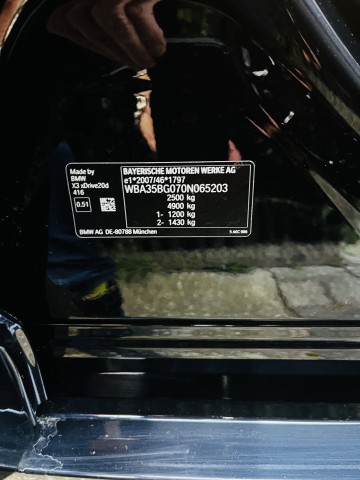 Made by
BMW
X3 xDrive20d
416
0.51
BAYERISCHE MOTOREN WERKE AG
e1*2007/46*1797
WBA35BG070N065203
2500 kg
4900 kg
1- 1200 kg
2- 1430 kg
BMW AG DE-80788 München